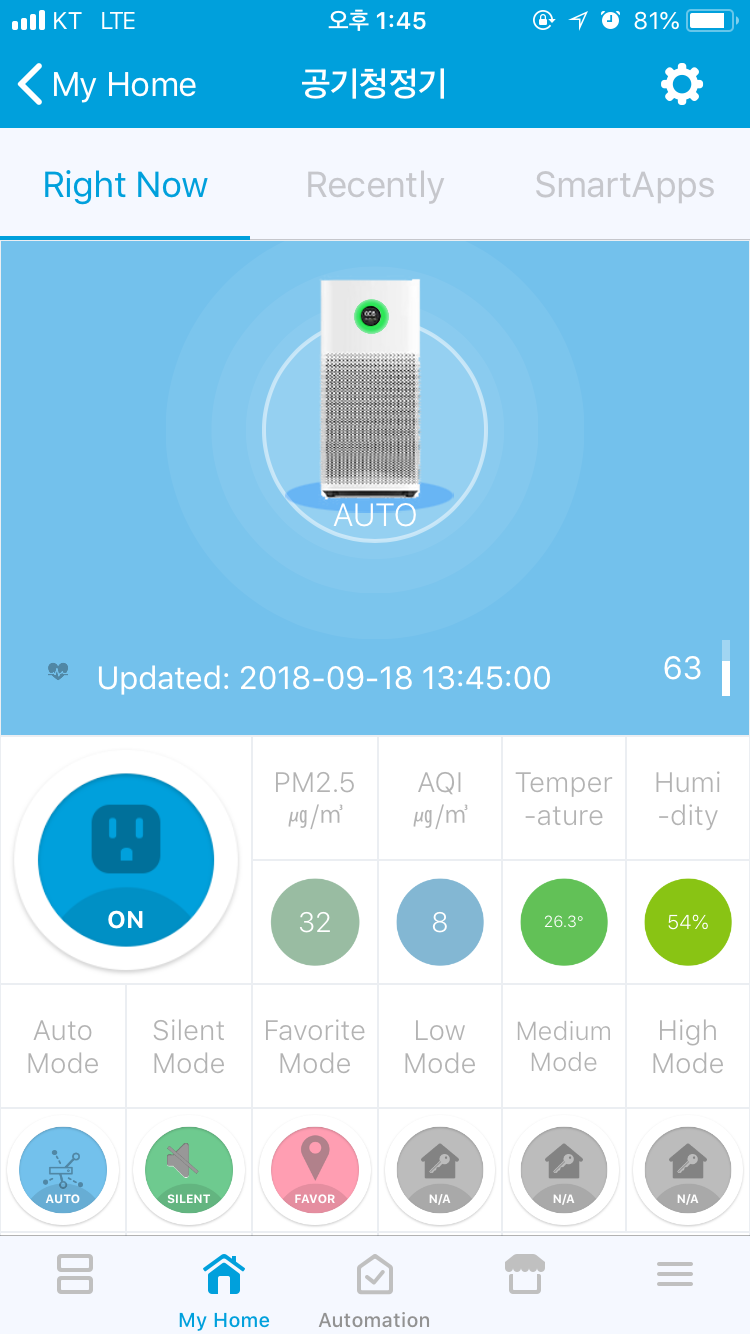 KT LTE 오후 1:45 81%
My Home 공기청정기
Right Now Recently SmartApps
AUTO
Updated: 2018-09-18 13:45:00 63
PM2.5 AQI Temper Humi
㎍/㎥ ㎍/㎥ -ature -dity
ON 32 8 26.3° 54%
Auto Silent Favorite Low Medium High
Mode Mode Mode Mode Mode Mode
AUTO SILENT FAVOR N/A N/A N/A
My Home Automation